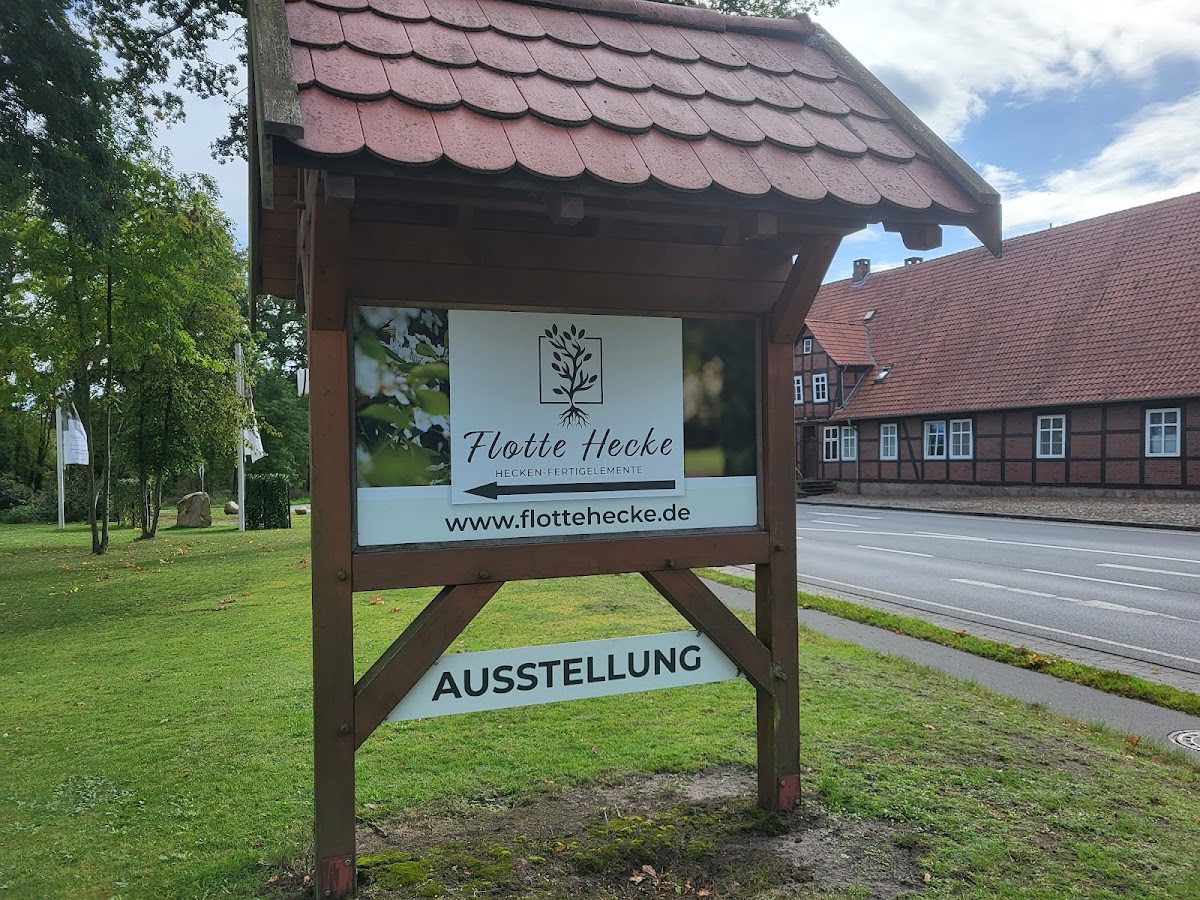 Flotte Hecke
HECKEN-FERTIGELEMENTE
www.flottehecke.de
AUSSTELLUNG